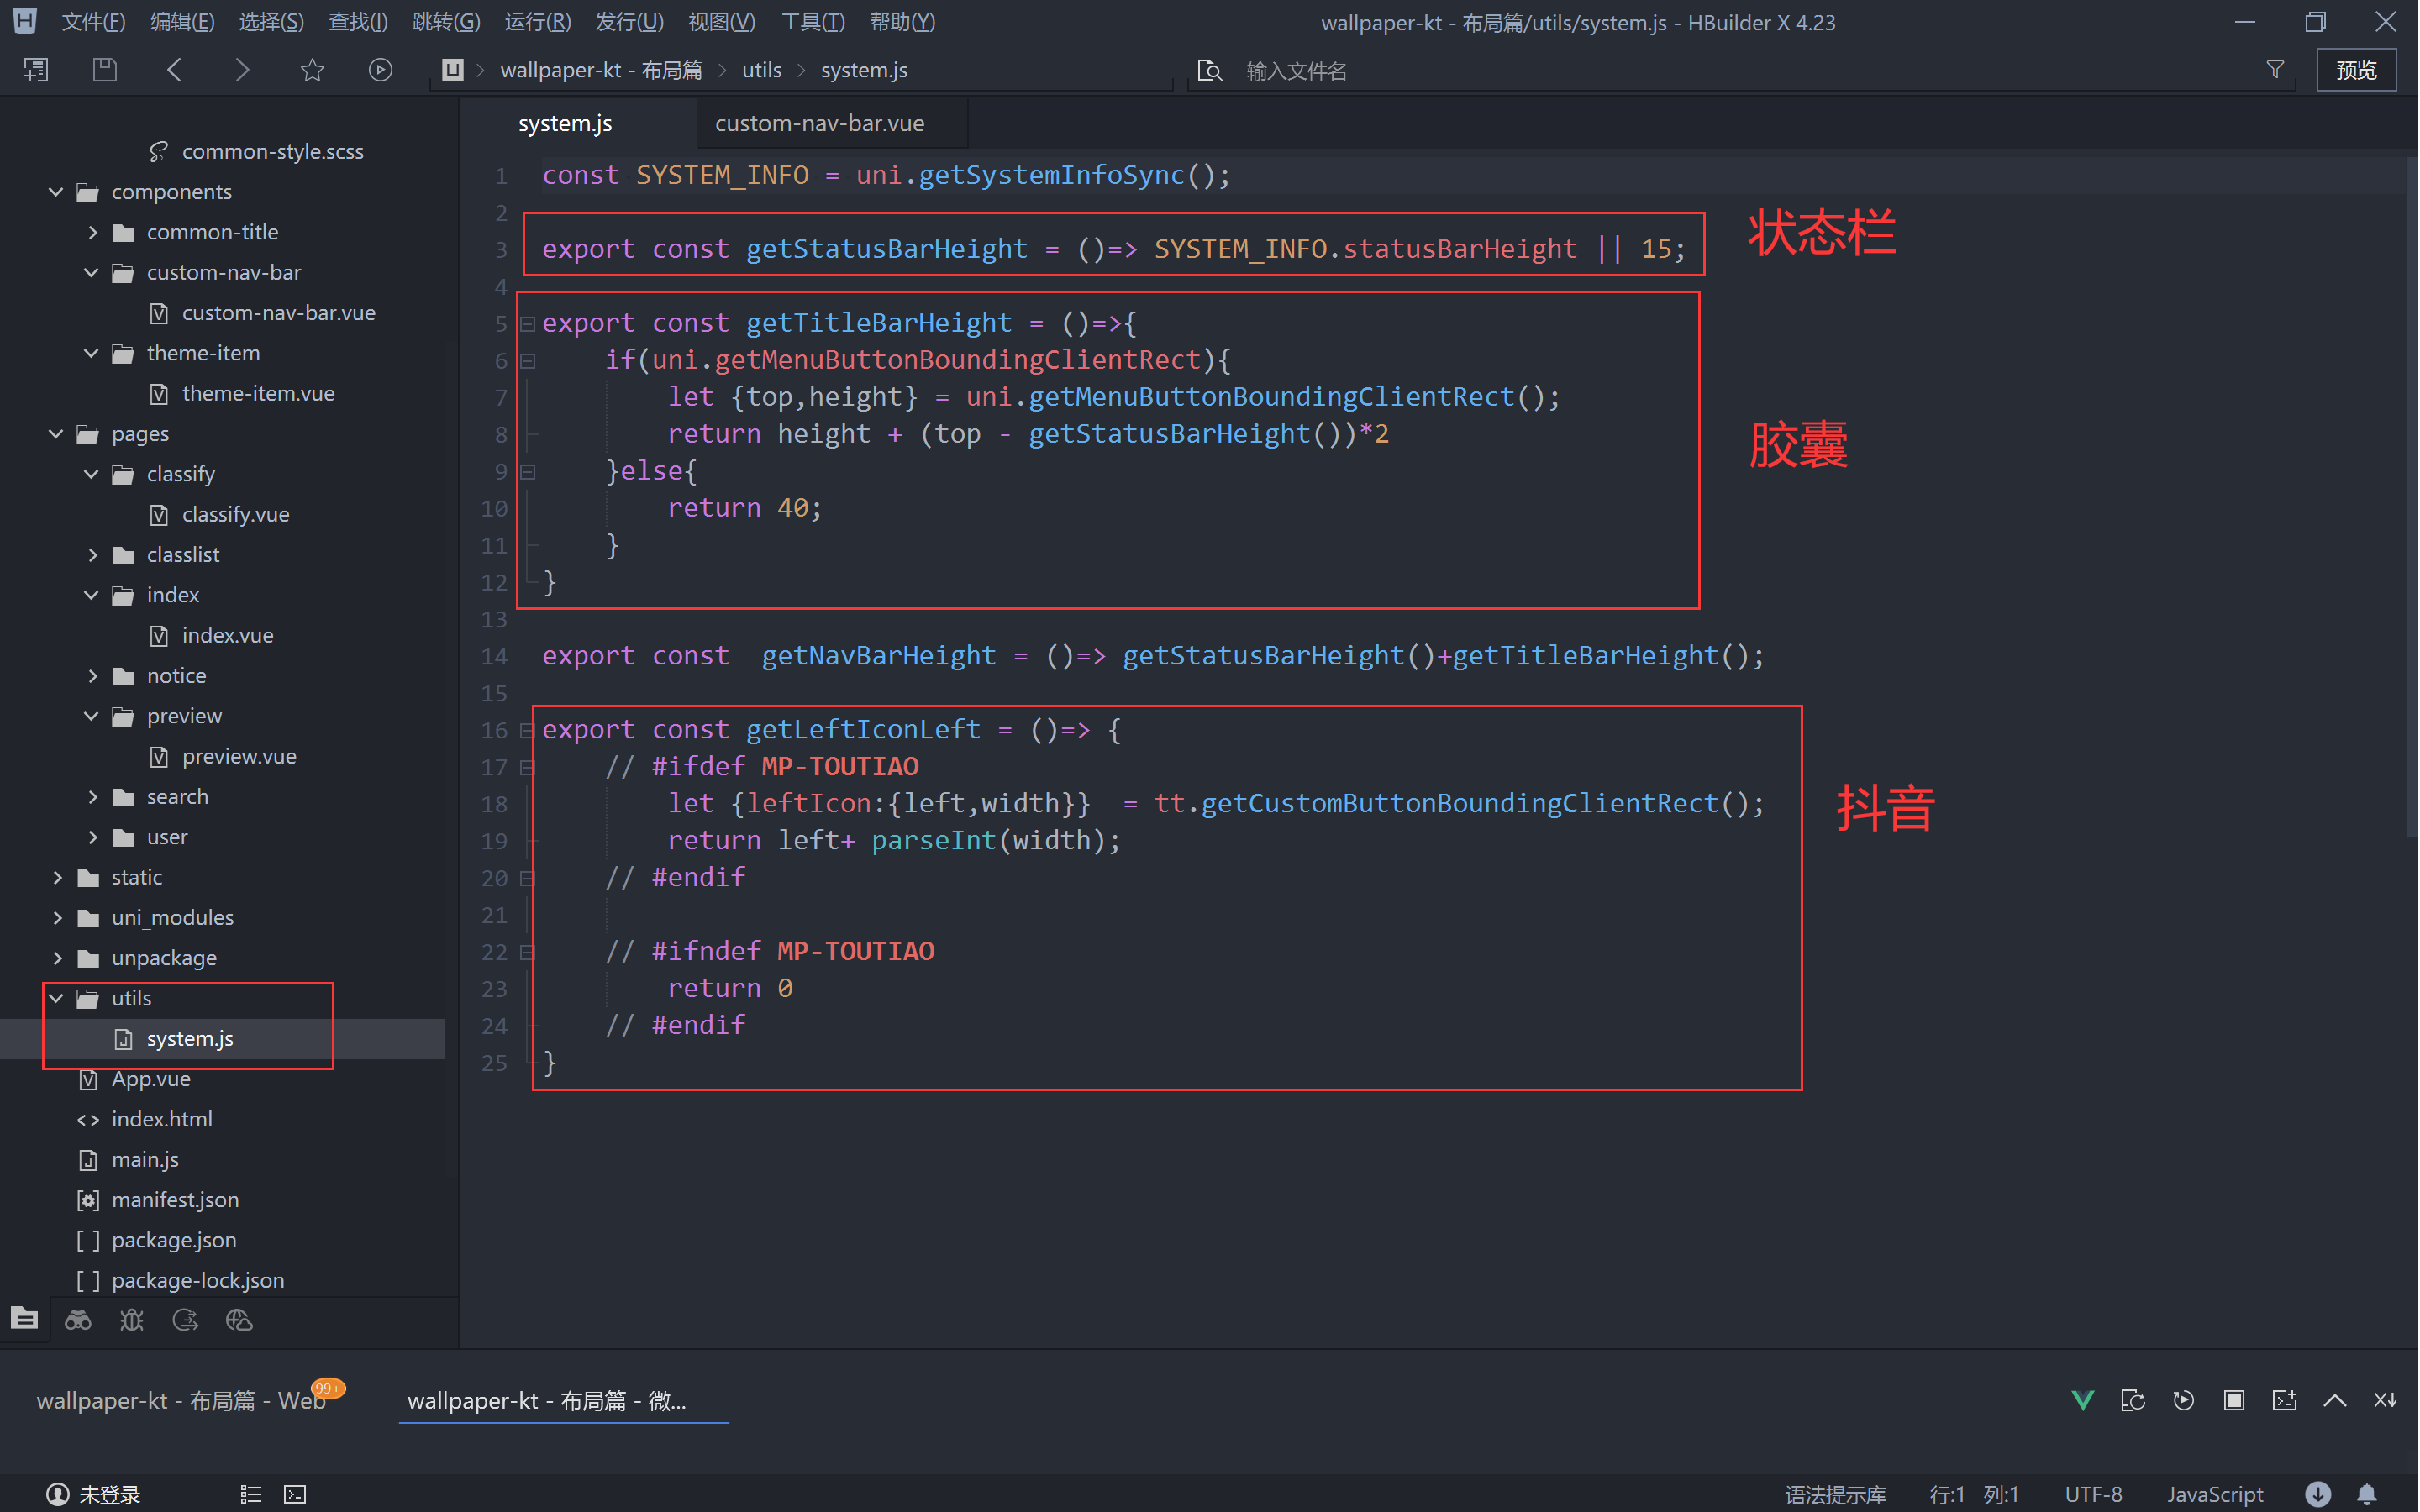 文件(F) 编辑(E) 选择(S) 查找(I) 跳转(G) 运行(R) 发行(U) 视图(V) 工具(T) 帮助(Y)
wallpaper-kt - 布局篇/utils/system.js - HBuilder X 4.23
wallpaper-kt - 布局篇 > utils > system.js
输入文件名
预览
common-style.scss
components
common-title
custom-nav-bar
custom-nav-bar.vue
theme-item
theme-item.vue
pages
classify
classify.vue
classlist
index
index.vue
notice
preview
preview.vue
search
user
static
uni_modules
unpackage
utils
system.js
App.vue
index.html
main.js
manifest.json
package.json
package-lock.json
system.js
custom-nav-bar.vue
1 const SYSTEM_INFO = uni.getSystemInfoSync();
2
3 export const getStatusBarHeight = ()=> SYSTEM_INFO.statusBarHeight || 15;
状态栏
4
5 export const getTitleBarHeight = ()=>{
6 if(uni.getMenuButtonBoundingClientRect){
7 let {top,height} = uni.getMenuButtonBoundingClientRect();
8 return height + (top - getStatusBarHeight())*2
胶囊
9 }else{
10 return 40;
11 }
12 }
13
14 export const  getNavBarHeight = ()=> getStatusBarHeight()+getTitleBarHeight();
15
16 export const getLeftIconLeft = ()=> {
17 // #ifdef MP-TOUTIAO
18 let {leftIcon:{left,width}}  = tt.getCustomButtonBoundingClientRect();
抖音
19 return left+ parseInt(width);
20 // #endif
21
22 // #ifndef MP-TOUTIAO
23 return 0
24 // #endif
25 }
wallpaper-kt - 布局篇 - Web
99+
wallpaper-kt - 布局篇 - 微...
未登录
语法提示库
行:1 列:1
UTF-8
JavaScript